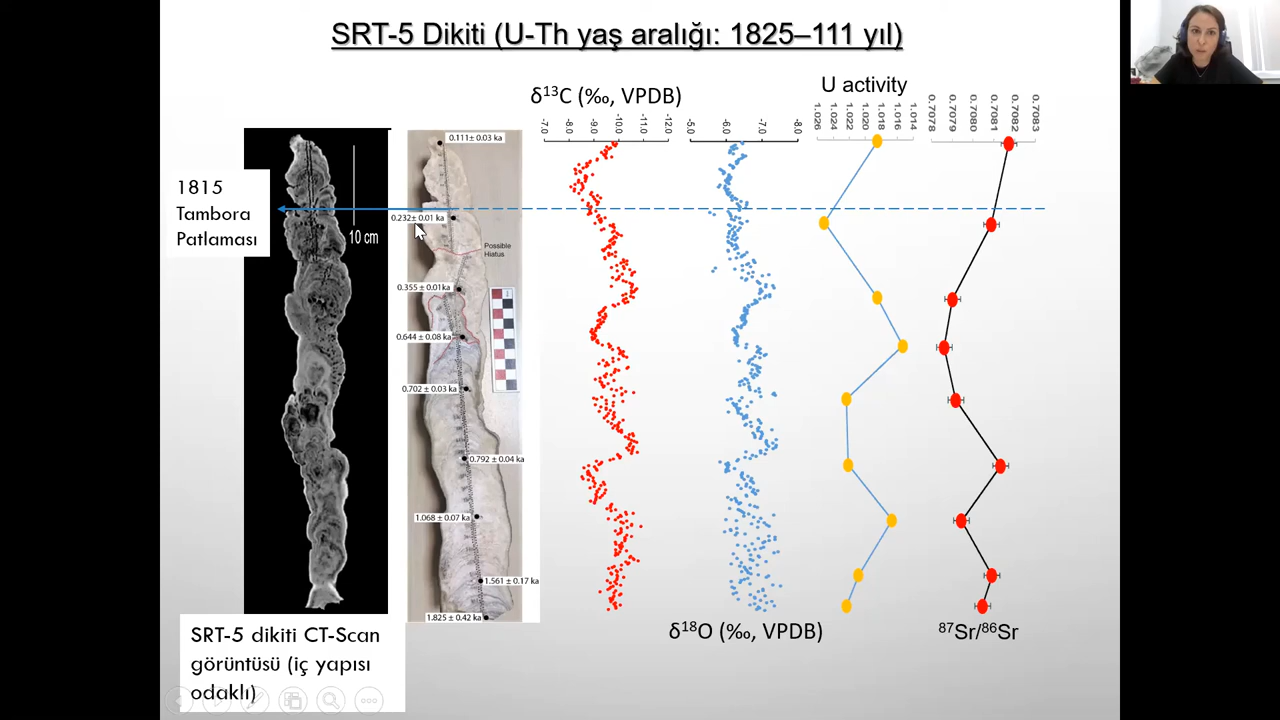 SRT-5 Dikiti (U-Th yaş aralığı: 1825–111 yıl)
δ¹³C (‰, VPDB)
U activity
-7.0 -8.0 -9.0 -10.0 -11.0 -12.0
-5.0 -6.0 -7.0 -8.0
1.026 1.024 1.022 1.020 1.018 1.016 1.014
0.7078 0.7079 0.7080 0.7081 0.7082 0.7083
1815
Tambora
Patlaması
10 cm
0.111± 0.03 ka
0.232± 0.01 ka
Possible
Hiatus
0.355 ± 0.01ka
0.644 ± 0.08 ka
0.702 ± 0.03 ka
0.792 ± 0.04 ka
1.068 ± 0.07 ka
1.561 ± 0.17 ka
1.825 ± 0.42 ka
δ¹⁸O (‰, VPDB)
⁸⁷Sr/⁸⁶Sr
SRT-5 dikiti CT-Scan
görüntüsü (iç yapısı
odaklı)